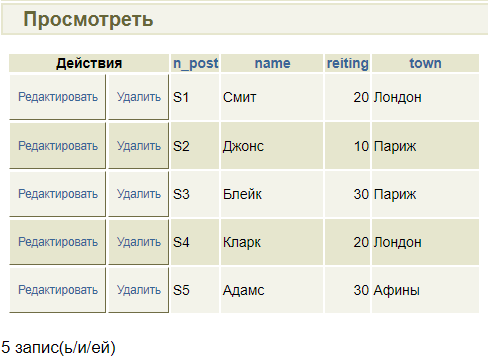 Просмотреть
Действия n_post name reiting town
Редактировать Удалить S1 Смит 20 Лондон
Редактировать Удалить S2 Джонс 10 Париж
Редактировать Удалить S3 Блейк 30 Париж
Редактировать Удалить S4 Кларк 20 Лондон
Редактировать Удалить S5 Адамс 30 Афины
5 запис(ь/и/ей)